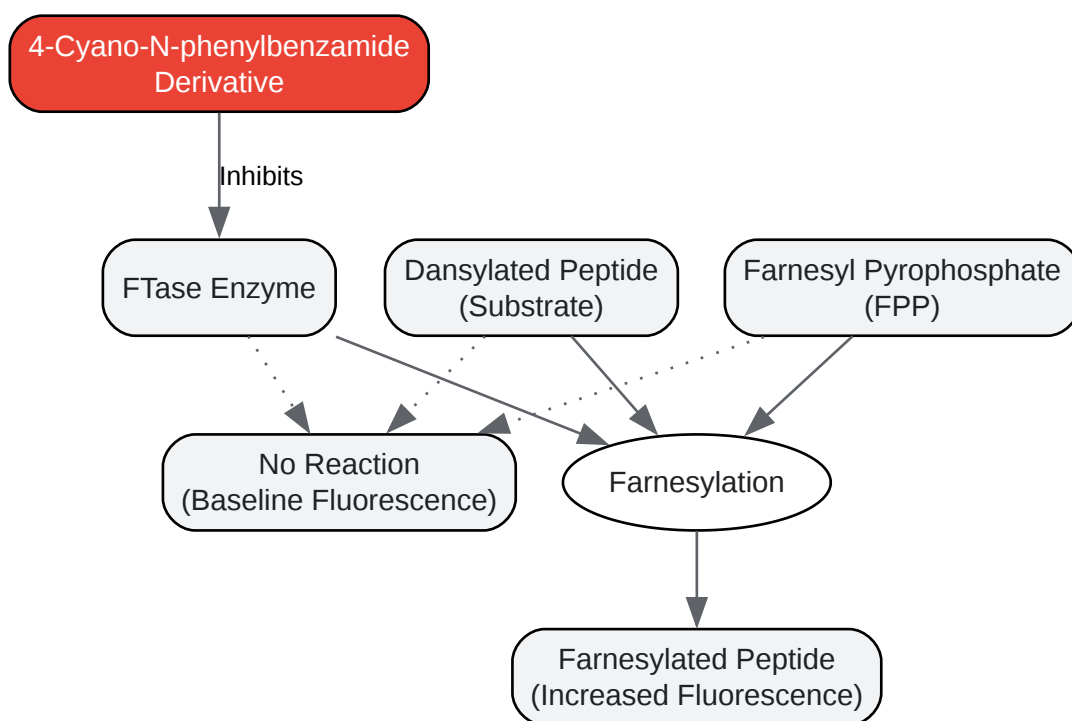 4-Cyano-N-phenylbenzamide
Derivative
Inhibits
FTase Enzyme
Dansylated Peptide
(Substrate)
Farnesyl Pyrophosphate
(FPP)
No Reaction
(Baseline Fluorescence)
Farnesylation
Farnesylated Peptide
(Increased Fluorescence)